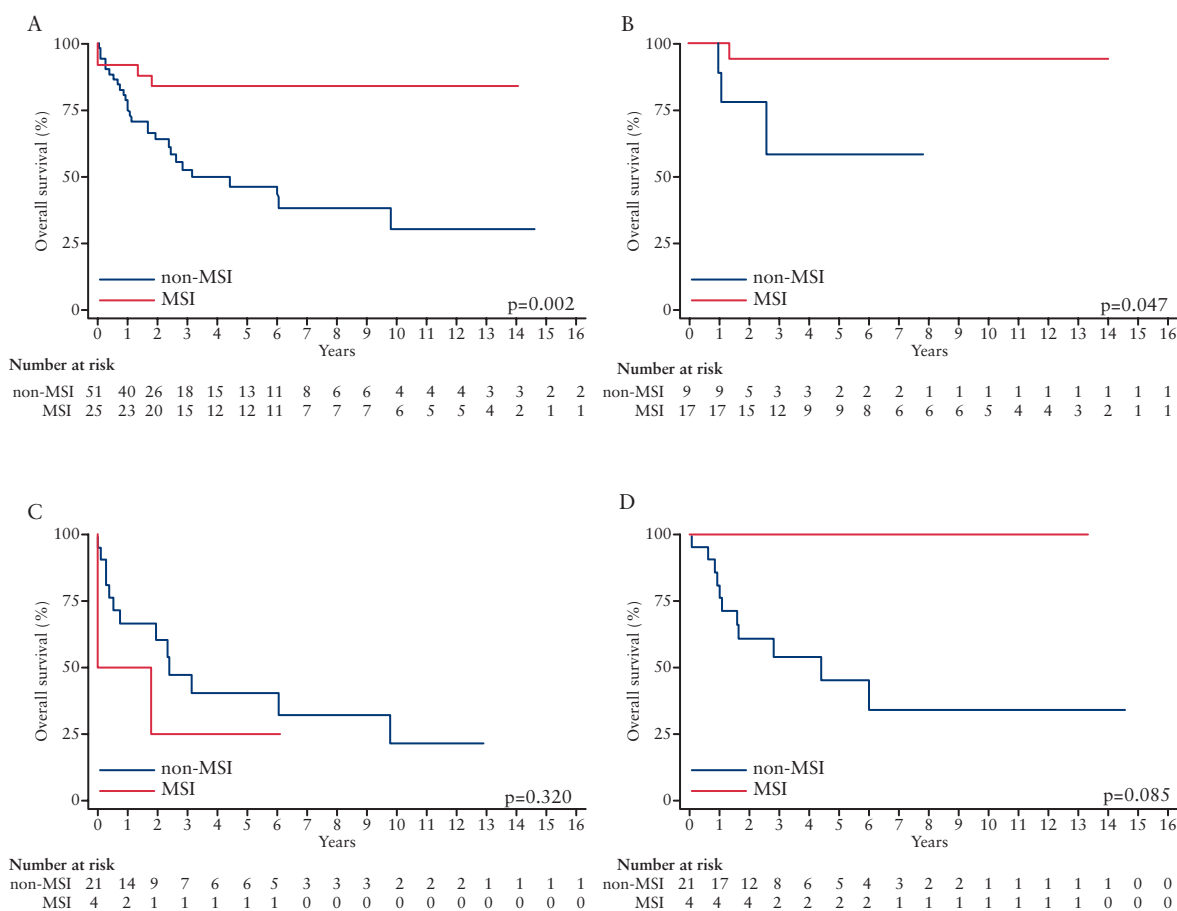 A
100
75
50
25
0
Overall survival (%)
non-MSI
MSI
p=0.002
0 1 2 3 4 5 6 7 8 9 10 11 12 13 14 15 16
Years
Number at risk
non-MSI 51 40 26 18 15 13 11 8 6 6 4 4 4 3 3 2 2
MSI 25 23 20 15 12 12 11 7 7 7 6 5 5 4 2 1 1
B
100
75
50
25
0
Overall survival (%)
non-MSI
MSI
p=0.047
0 1 2 3 4 5 6 7 8 9 10 11 12 13 14 15 16
Years
Number at risk
non-MSI 9 9 5 3 3 2 2 2 1 1 1 1 1 1 1 1 1
MSI 17 17 15 12 9 9 8 6 6 6 5 4 4 3 2 1 1
C
100
75
50
25
0
Overall survival (%)
non-MSI
MSI
p=0.320
0 1 2 3 4 5 6 7 8 9 10 11 12 13 14 15 16
Years
Number at risk
non-MSI 21 14 9 7 6 6 5 3 3 3 2 2 2 1 1 1 1
MSI 4 2 1 1 1 1 1 0 0 0 0 0 0 0 0 0 0
D
100
75
50
25
0
Overall survival (%)
non-MSI
MSI
p=0.085
0 1 2 3 4 5 6 7 8 9 10 11 12 13 14 15 16
Years
Number at risk
non-MSI 21 17 12 8 6 5 4 3 2 2 1 1 1 1 1 0 0
MSI 4 4 4 2 2 2 2 1 1 1 1 1 1 1 0 0 0